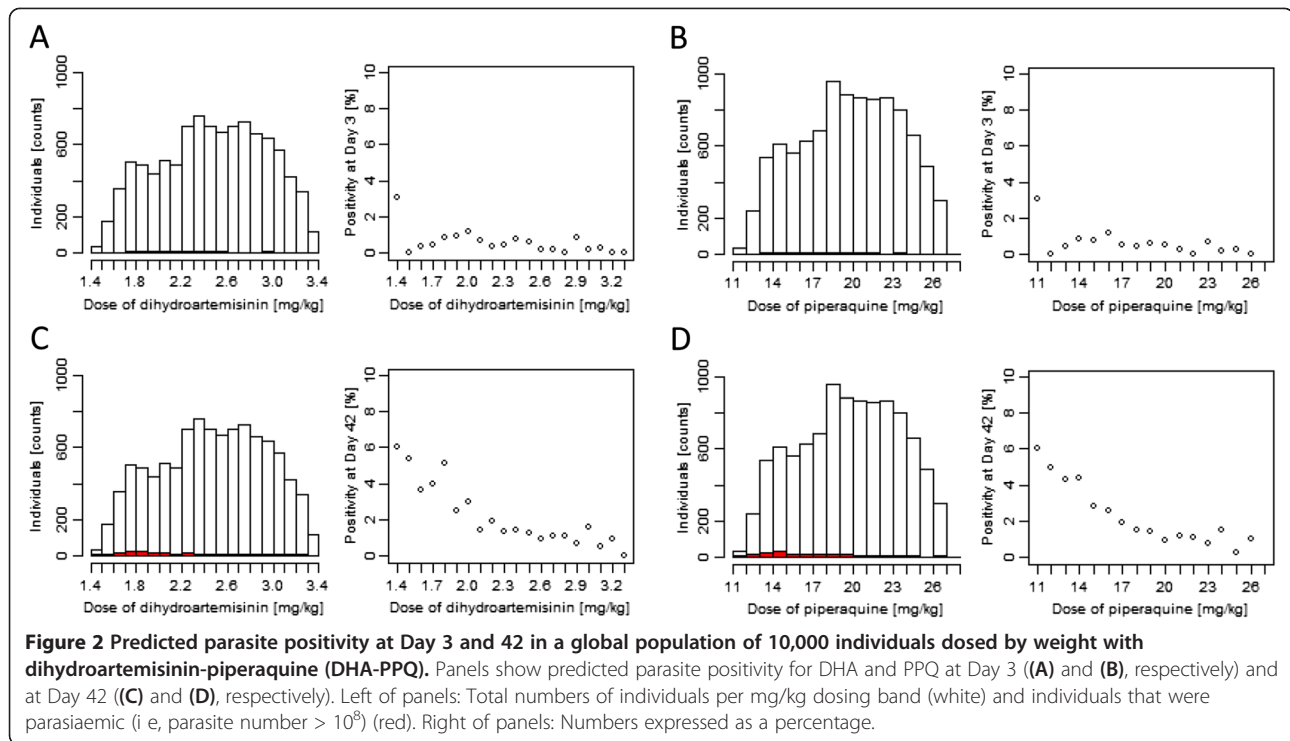 A
B
Individuals [counts]
0 200 600 1000
1.4 1.8 2.2 2.6 3.0 3.4
Dose of dihydroartemisinin [mg/kg]
Positivity at Day 3 [%]
0 2 4 6 8 10
1.4 1.7 2.0 2.3 2.6 2.9 3.2
Dose of dihydroartemisinin [mg/kg]
Individuals [counts]
0 200 600 1000
11 14 17 20 23 26
Dose of piperaquine [mg/kg]
Positivity at Day 3 [%]
0 2 4 6 8 10
11 14 17 20 23 26
Dose of piperaquine [mg/kg]
C
D
Individuals [counts]
0 200 600 1000
1.4 1.8 2.2 2.6 3.0 3.4
Dose of dihydroartemisinin [mg/kg]
Positivity at Day 42 [%]
0 2 4 6 8 10
1.4 1.7 2.0 2.3 2.6 2.9 3.2
Dose of dihydroartemisinin [mg/kg]
Individuals [counts]
0 200 600 1000
11 14 17 20 23 26
Dose of piperaquine [mg/kg]
Positivity at Day 42 [%]
0 2 4 6 8 10
11 14 17 20 23 26
Dose of piperaquine [mg/kg]
Figure 2 Predicted parasite positivity at Day 3 and 42 in a global population of 10,000 individuals dosed by weight with
dihydroartemisinin-piperaquine (DHA-PPQ). Panels show predicted parasite positivity for DHA and PPQ at Day 3 ((A) and (B), respectively) and
at Day 42 ((C) and (D), respectively). Left of panels: Total numbers of individuals per mg/kg dosing band (white) and individuals that were
parasiaemic (i e, parasite number > 10⁸) (red). Right of panels: Numbers expressed as a percentage.